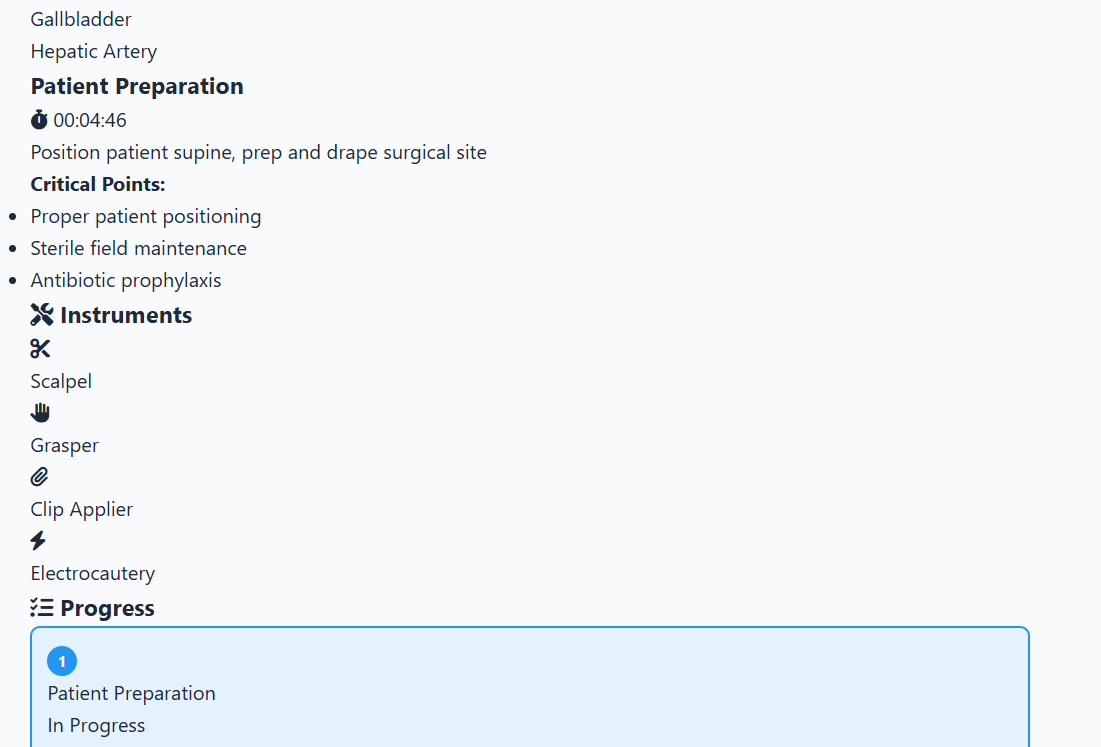 Gallbladder
Hepatic Artery
Patient Preparation
00:04:46
Position patient supine, prep and drape surgical site
Critical Points:
Proper patient positioning
Sterile field maintenance
Antibiotic prophylaxis
Instruments
Scalpel
Grasper
Clip Applier
Electrocautery
Progress
1
Patient Preparation
In Progress